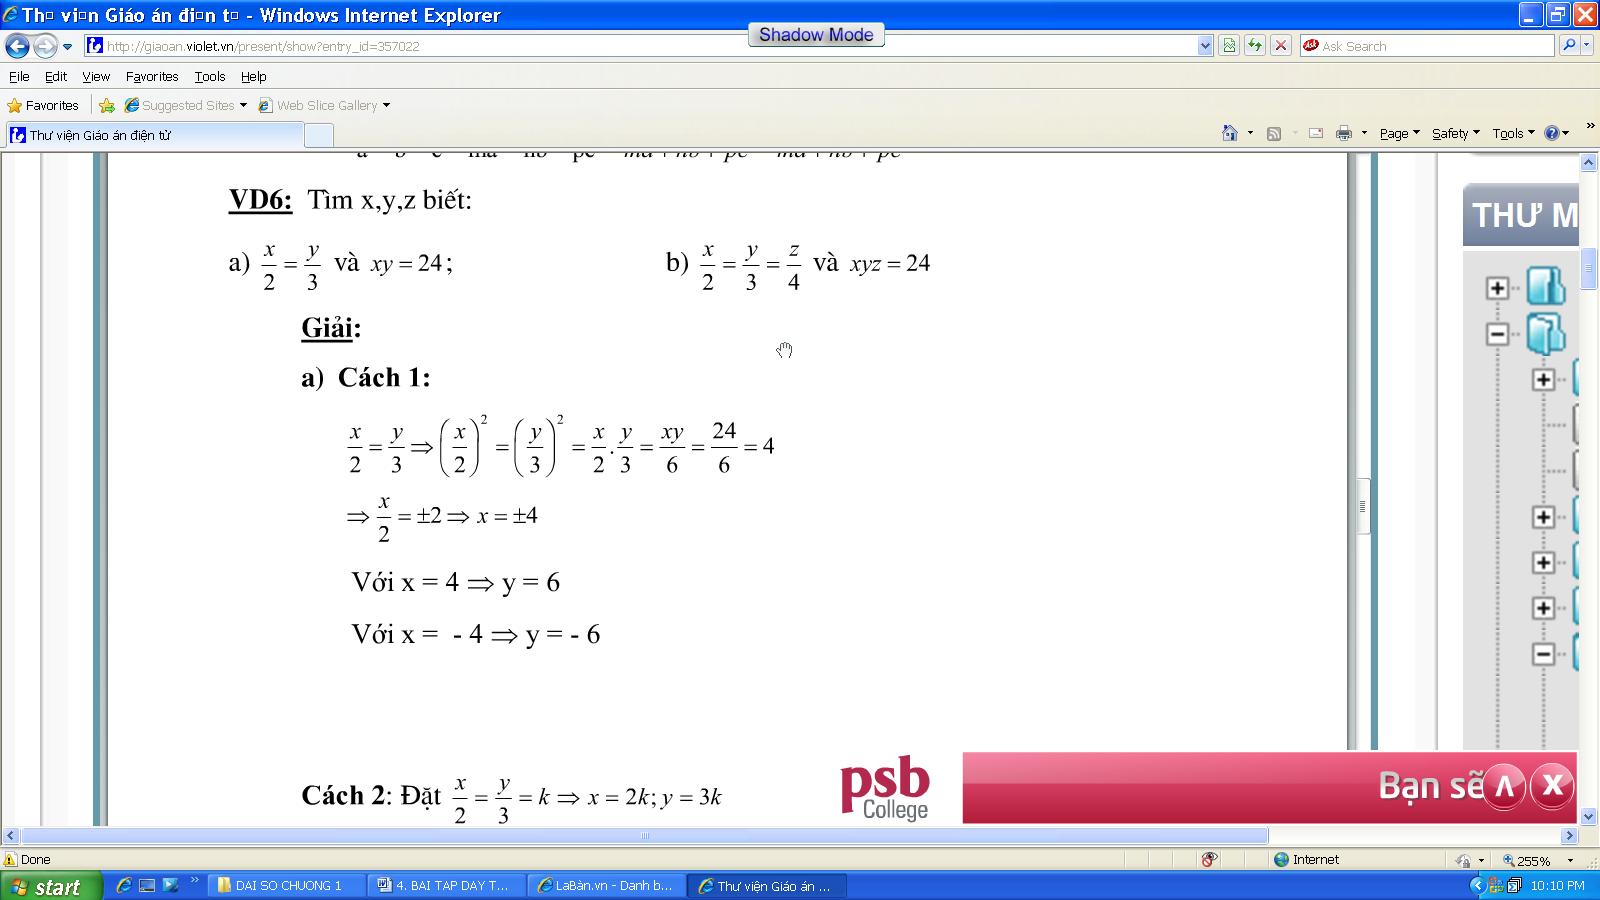 Thư viện Giáo án điện tử - Windows Internet Explorer
Shadow Mode
http://giaoan.violet.vn/present/show?entry_id=357022
Ask Search
File Edit View Favorites Tools Help
Favorites Suggested Sites Web Slice Gallery
Thư viện Giáo án điện tử
Page Safety Tools
VD6: Tìm x,y,z biết:
a) x/2 = y/3 và xy = 24; b) x/2 = y/3 = z/4 và xyz = 24
Giải:
a) Cách 1:
x/2 = y/3 ⇒ (x/2)² = (y/3)² = x/2 . y/3 = xy/6 = 24/6 = 4
⇒ x/2 = ±2 ⇒ x = ±4
Với x = 4 ⇒ y = 6
Với x = - 4 ⇒ y = - 6
Cách 2: Đặt x/2 = y/3 = k ⇒ x = 2k; y = 3k
THƯ M
psb
College
Bạn sẽ
Done Internet 255%
start DAI SO CHUONG 1 4. BAI TAP DAY T... LaBàn.vn - Danh b... Thư viện Giáo án ... 10:10 PM